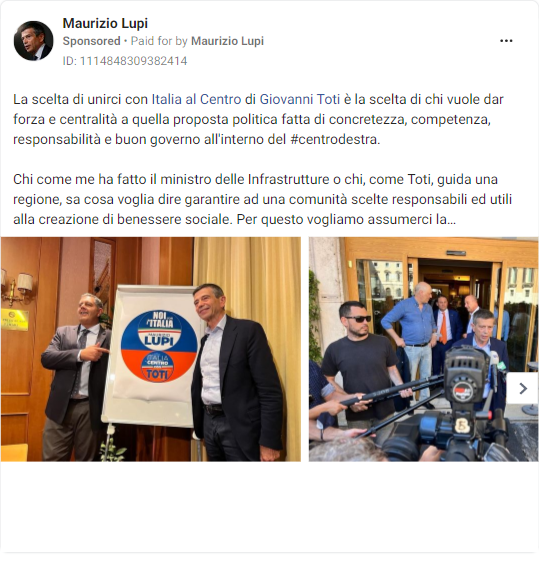 Maurizio Lupi
Sponsored • Paid for by Maurizio Lupi
ID: 1114848309382414
La scelta di unirci con Italia al Centro di Giovanni Toti è la scelta di chi vuole dar
forza e centralità a quella proposta politica fatta di concretezza, competenza,
responsabilità e buon governo all'interno del #centrodestra.
Chi come me ha fatto il ministro delle Infrastrutture o chi, come Toti, guida una
regione, sa cosa voglia dire garantire ad una comunità scelte responsabili ed utili
alla creazione di benessere sociale. Per questo vogliamo assumerci la...
NOI CON
L'ITALIA
MAURIZIO
LUPI
ITALIA
CENTRO
TOTI